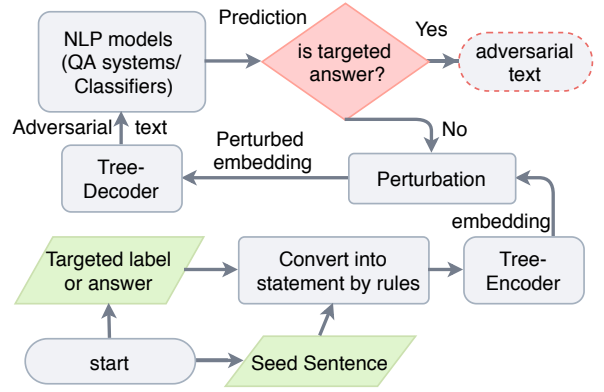 Prediction
NLP models
(QA systems/
Classifiers)
is targeted
answer?
Yes
adversarial
text
Adversarial text
No
Perturbed
embedding
Tree-
Decoder
Perturbation
embedding
Targeted label
or answer
Convert into
statement by rules
Tree-
Encoder
start
Seed Sentence